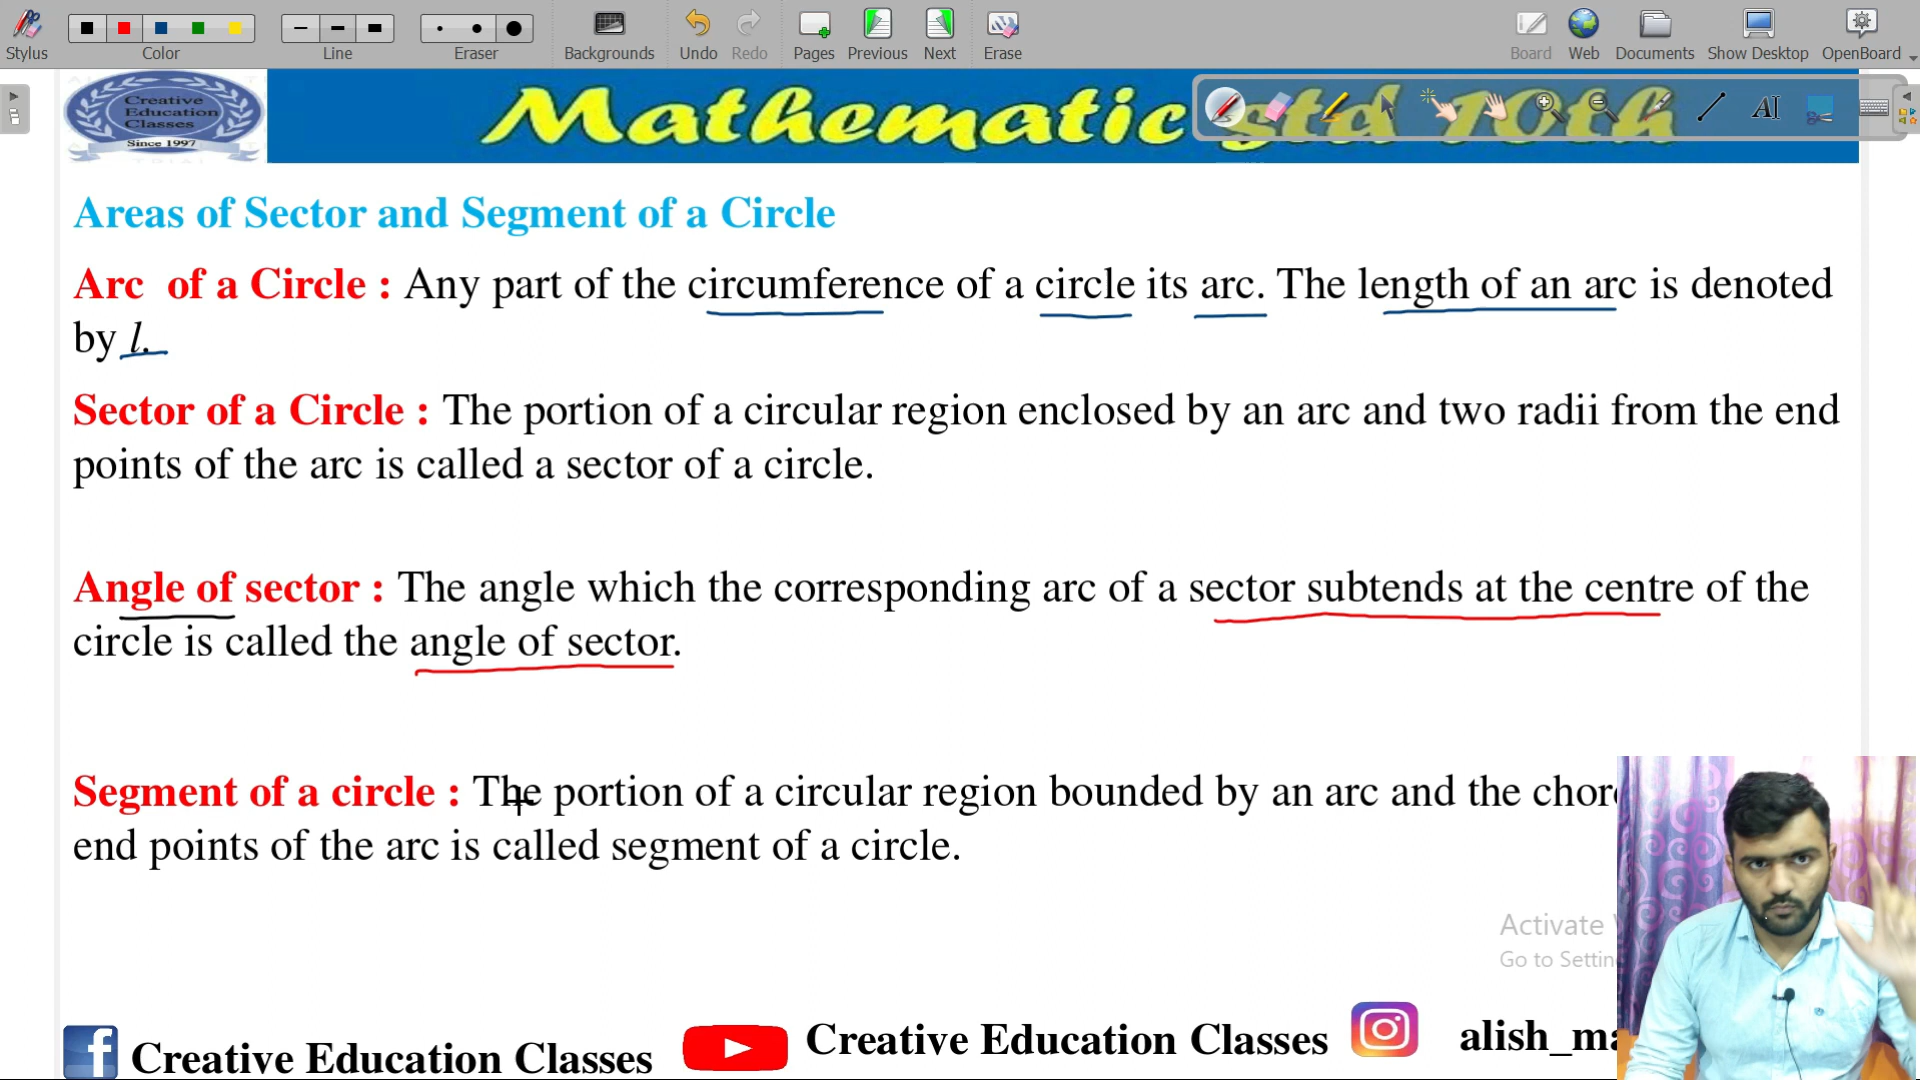 Stylus Color Line Eraser Backgrounds Undo Redo Pages Previous Next Erase Board Web Documents Show Desktop OpenBoard
Creative
Education
Classes
Since 1997
Mathematic std 10th
Areas of Sector and Segment of a Circle
Arc of a Circle : Any part of the circumference of a circle its arc. The length of an arc is denoted
by l.
Sector of a Circle : The portion of a circular region enclosed by an arc and two radii from the end
points of the arc is called a sector of a circle.
Angle of sector : The angle which the corresponding arc of a sector subtends at the centre of the
circle is called the angle of sector.
Segment of a circle : The portion of a circular region bounded by an arc and the chor
end points of the arc is called segment of a circle.
Activate
Go to Settin
Creative Education Classes Creative Education Classes alish_ma